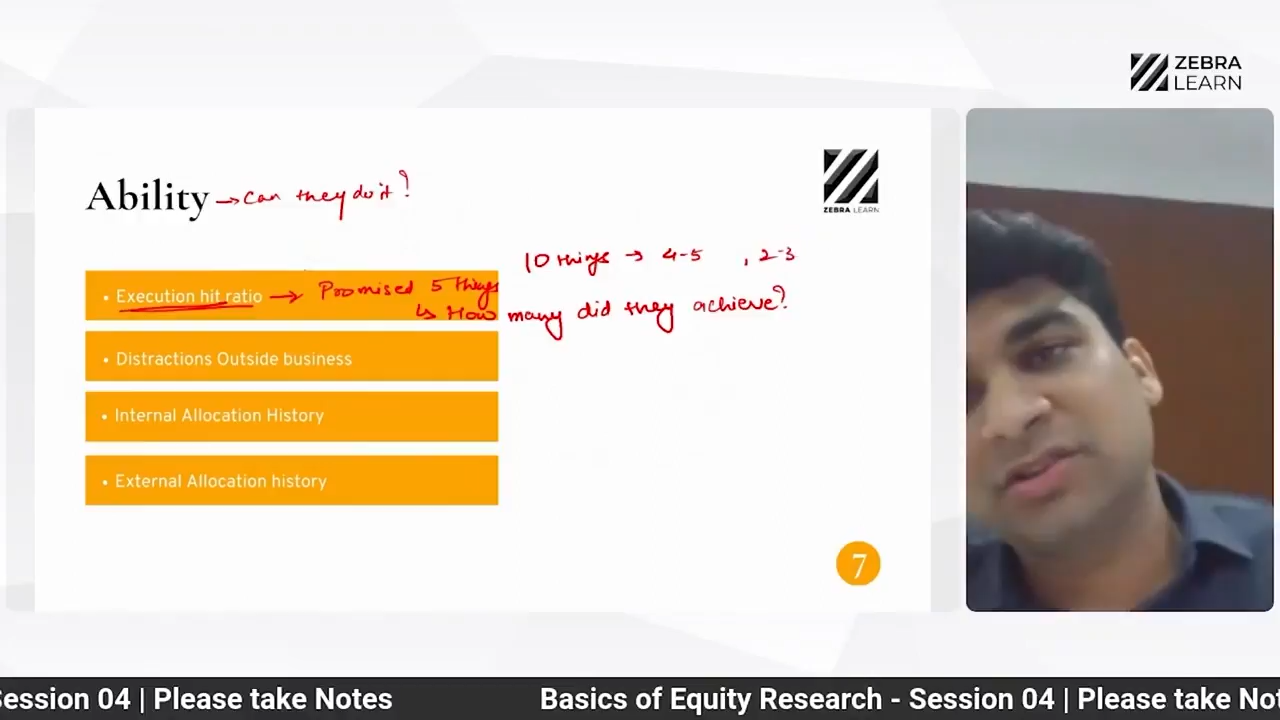 ZEBRA
LEARN
ZEBRA LEARN
Ability → Can they do it?
10 things → 4-5 , 2-3
• Execution hit ratio → Promised 5 things
↳ How many did they achieve?
• Distractions Outside business
• Internal Allocation History
• External Allocation history
7
Session 04 | Please take Notes Basics of Equity Research - Session 04 | Please take Not